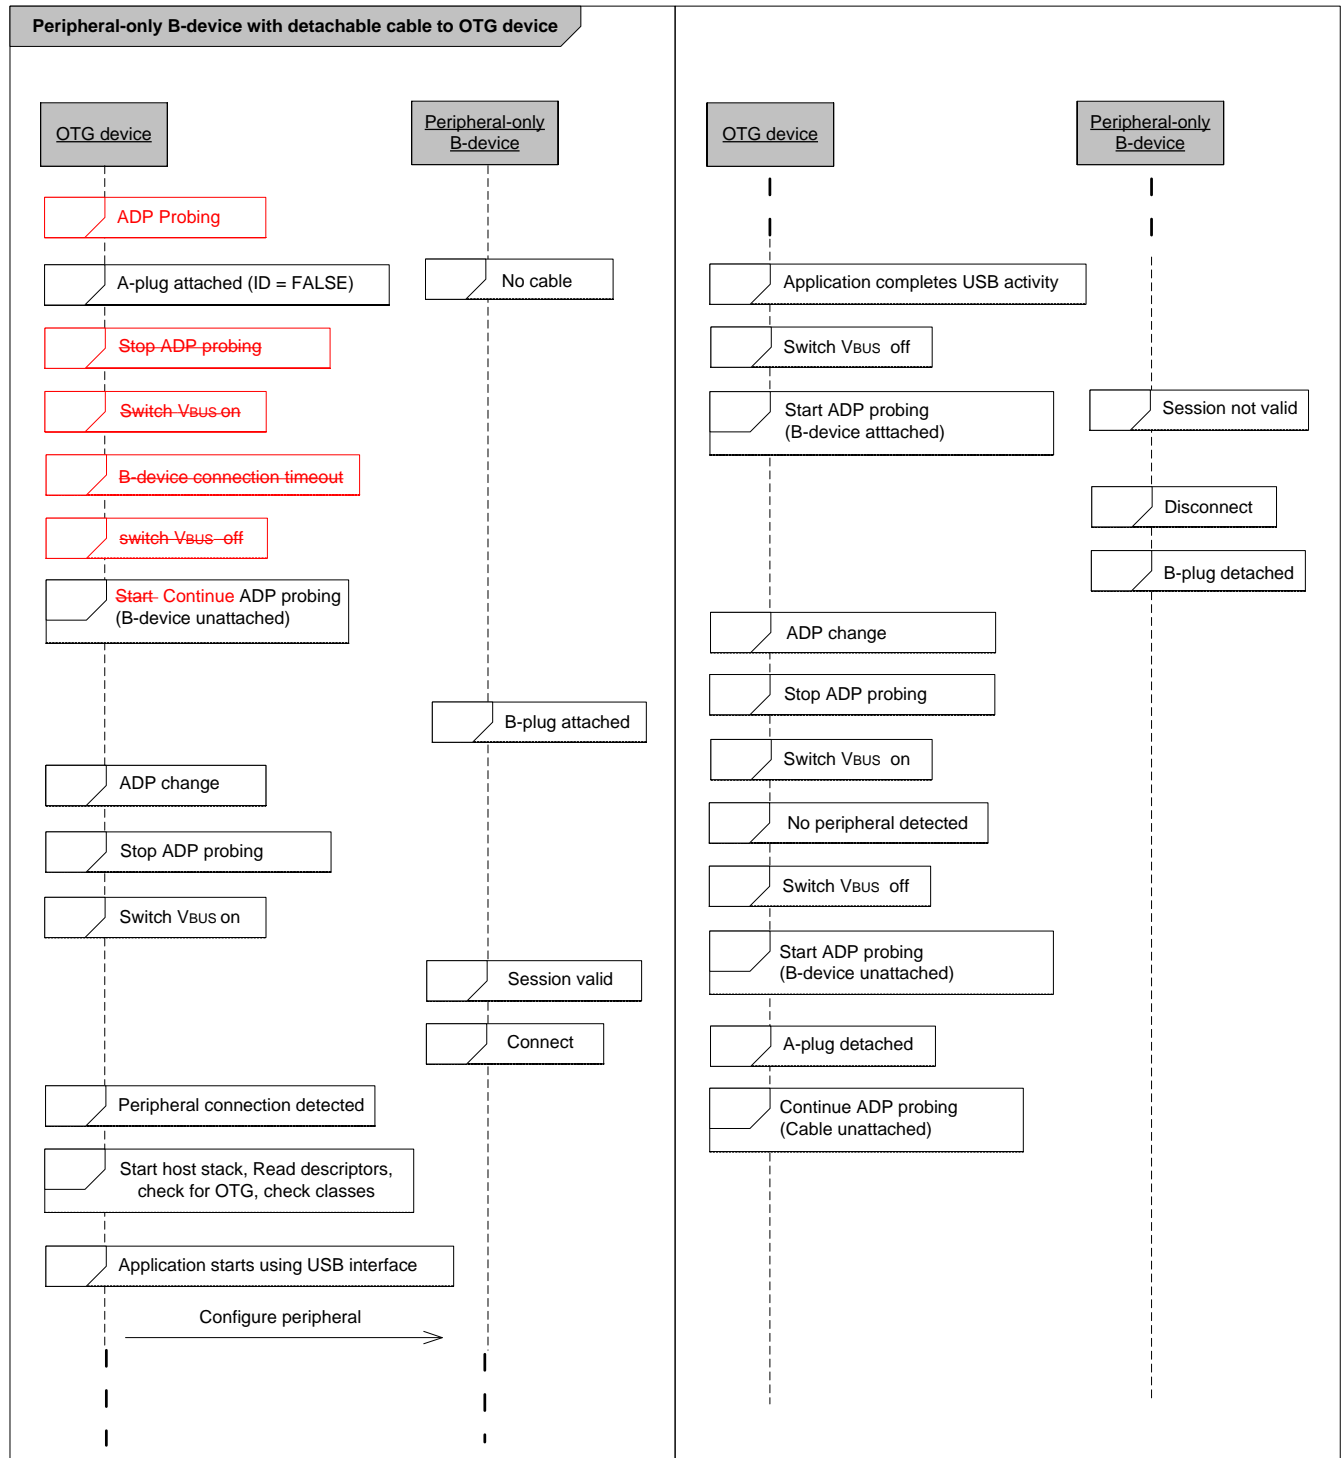 Peripheral-only B-device with detachable cable to OTG device
OTG device
Peripheral-only
B-device
ADP Probing
A-plug attached (ID = FALSE)
No cable
Stop ADP probing
Switch VBUS on
B-device connection timeout
switch VBUS off
Start Continue ADP probing
(B-device unattached)
B-plug attached
ADP change
Stop ADP probing
Switch VBUS on
Session valid
Connect
Peripheral connection detected
Start host stack, Read descriptors,
check for OTG, check classes
Application starts using USB interface
Configure peripheral
OTG device
Peripheral-only
B-device
Application completes USB activity
Switch VBUS off
Start ADP probing
(B-device atttached)
Session not valid
Disconnect
B-plug detached
ADP change
Stop ADP probing
Switch VBUS on
No peripheral detected
Switch VBUS off
Start ADP probing
(B-device unattached)
A-plug detached
Continue ADP probing
(Cable unattached)